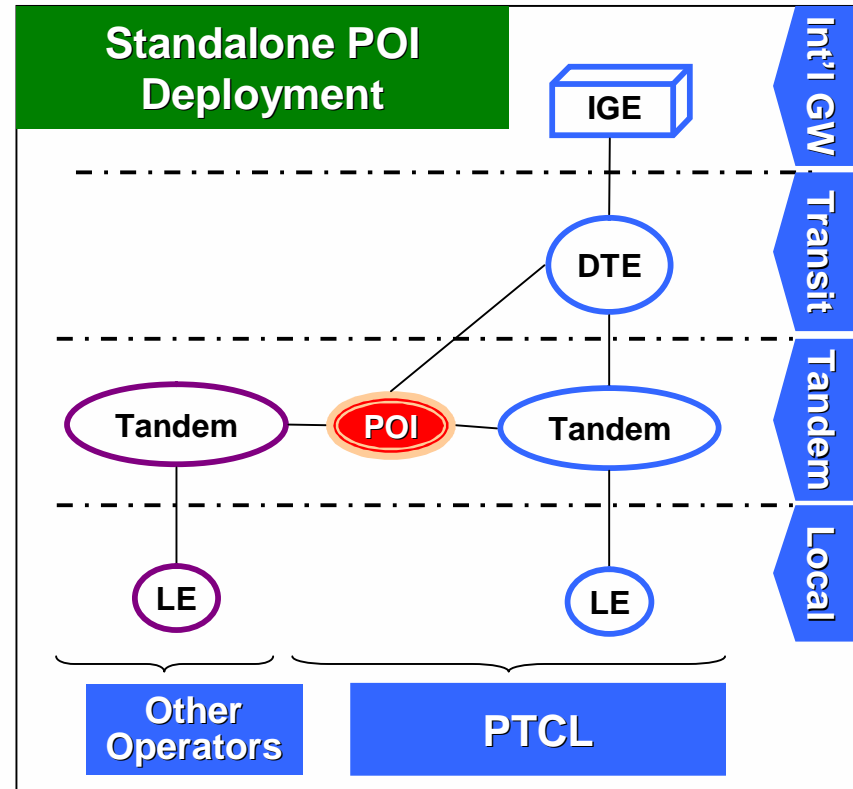 Standalone POI
Deployment
IGE
Int'l GW
DTE
Transit
Tandem
POI
Tandem
Tandem
LE
LE
Local
Other
Operators
PTCL